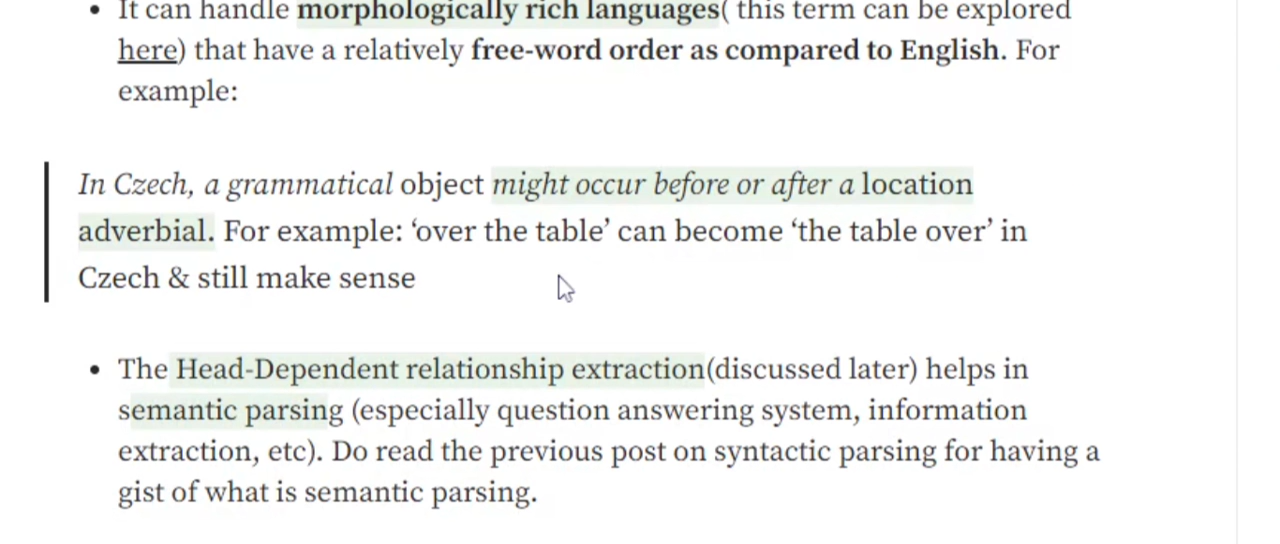 • It can handle morphologically rich languages( this term can be explored
here) that have a relatively free-word order as compared to English. For
example:
In Czech, a grammatical object might occur before or after a location
adverbial. For example: ‘over the table’ can become ‘the table over’ in
Czech & still make sense
• The Head-Dependent relationship extraction(discussed later) helps in
semantic parsing (especially question answering system, information
extraction, etc). Do read the previous post on syntactic parsing for having a
gist of what is semantic parsing.